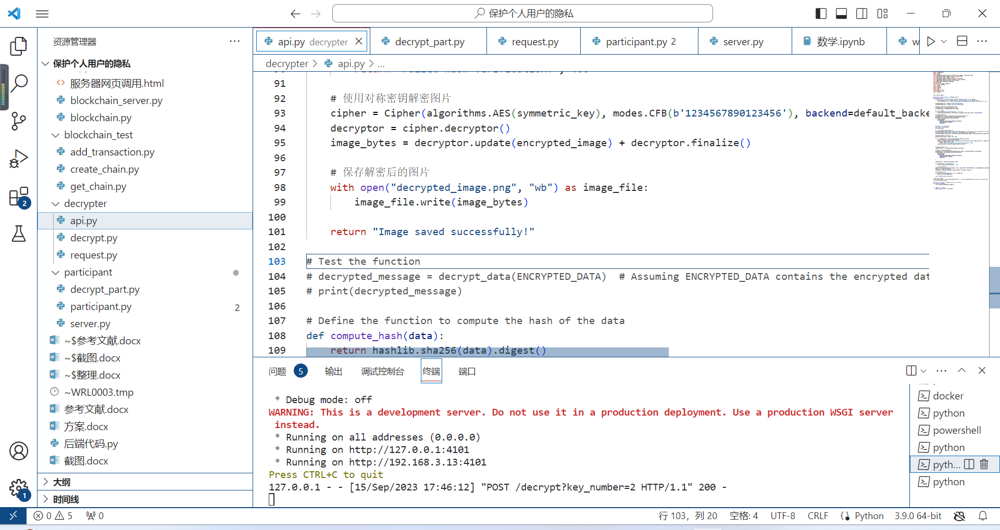 保护个人用户的隐私
资源管理器
保护个人用户的隐私
服务器网页调用.html
blockchain_server.py
blockchain.py
blockchain_test
add_transaction.py
create_chain.py
get_chain.py
decrypter
api.py
decrypt.py
request.py
participant
decrypt_part.py
participant.py 2
server.py
~$参考文献.docx
~$截图.docx
~$整理.docx
~WRL0003.tmp
参考文献.docx
方案.docx
后端代码.py
截图.docx
大纲
时间线
2
1
api.py decrypter
decrypt_part.py
request.py
participant.py 2
server.py
数学.ipynb
w
decrypter > api.py > ...
91
92 # 使用对称密钥解密图片
93 cipher = Cipher(algorithms.AES(symmetric_key), modes.CFB(b'1234567890123456'), backend=default_backe
94 decryptor = cipher.decryptor()
95 image_bytes = decryptor.update(encrypted_image) + decryptor.finalize()
96
97 # 保存解密后的图片
98 with open("decrypted_image.png", "wb") as image_file:
99 image_file.write(image_bytes)
100
101 return "Image saved successfully!"
102
103 # Test the function
104 # decrypted_message = decrypt_data(ENCRYPTED_DATA)  # Assuming ENCRYPTED_DATA contains the encrypted dat
105 # print(decrypted_message)
106
107 # Define the function to compute the hash of the data
108 def compute_hash(data):
109 return hashlib.sha256(data).digest()
问题 5 输出 调试控制台 终端 端口
* Debug mode: off
WARNING: This is a development server. Do not use it in a production deployment. Use a production WSGI server
instead.
* Running on all addresses (0.0.0.0)
* Running on http://127.0.0.1:4101
* Running on http://192.168.3.13:4101
Press CTRL+C to quit
127.0.0.1 - - [15/Sep/2023 17:46:12] "POST /decrypt?key_number=2 HTTP/1.1" 200 -
docker
python
powershell
python
pyth...
python
0 5 0
行 103，列 20 空格: 4 UTF-8 CRLF Python 3.9.0 64-bit